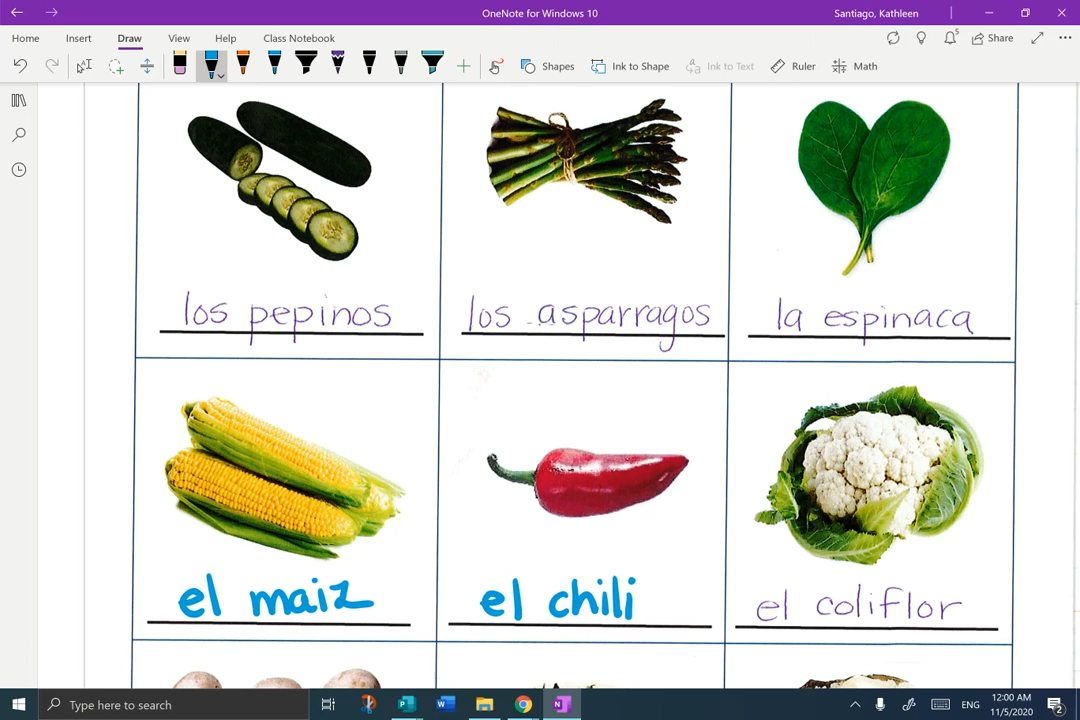 OneNote for Windows 10
Santiago, Kathleen
Home Insert Draw View Help Class Notebook
5
Share
Shapes Ink to Shape Ink to Text Ruler Math
los pepinos
los asparragos
la espinaca
el maiz
el chili
el coliflor
Type here to search
ENG
12:00 AM
11/5/2020
2